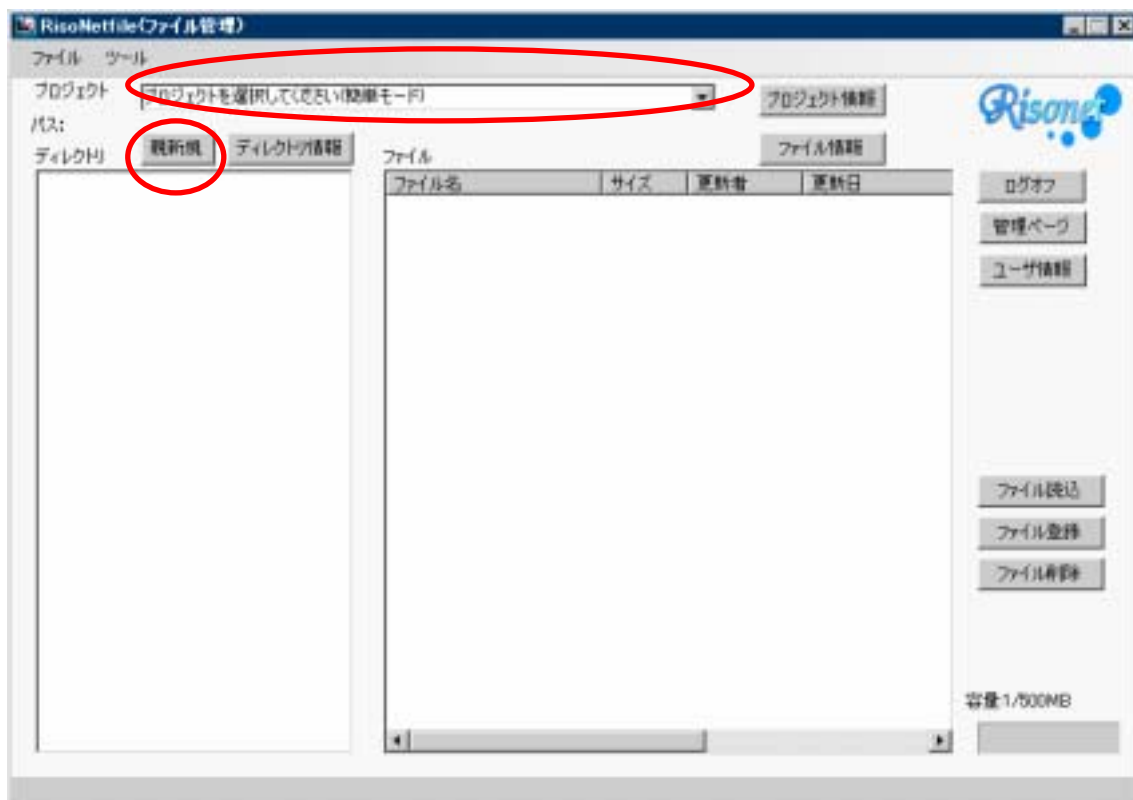 RisoNetfile(ファイル管理)
ファイル ツール
プロジェクト プロジェクトを選択してください(簡単モード) プロジェクト情報
Risonet
パス:
ディレクトリ 親新規 ディレクトリ情報 ファイル ファイル情報
ファイル名 サイズ 更新者 更新日
ログオフ
管理ページ
ユーザ情報
ファイル読込
ファイル登録
ファイル削除
容量:1/500MB